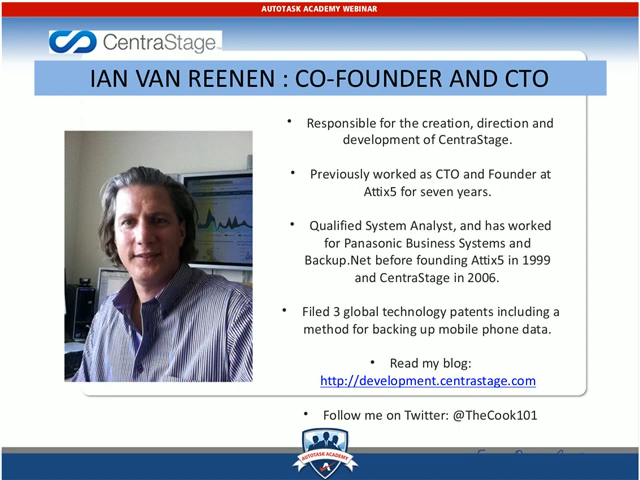 AUTOTASK ACADEMY WEBINAR
CentraStage
IAN VAN REENEN : CO-FOUNDER AND CTO
• Responsible for the creation, direction and
development of CentraStage.
• Previously worked as CTO and Founder at
Attix5 for seven years.
• Qualified System Analyst, and has worked
for Panasonic Business Systems and
Backup.Net before founding Attix5 in 1999
and CentraStage in 2006.
• Filed 3 global technology patents including a
method for backing up mobile phone data.
• Read my blog:
http://development.centrastage.com
• Follow me on Twitter: @TheCook101
AUTOTASK ACADEMY